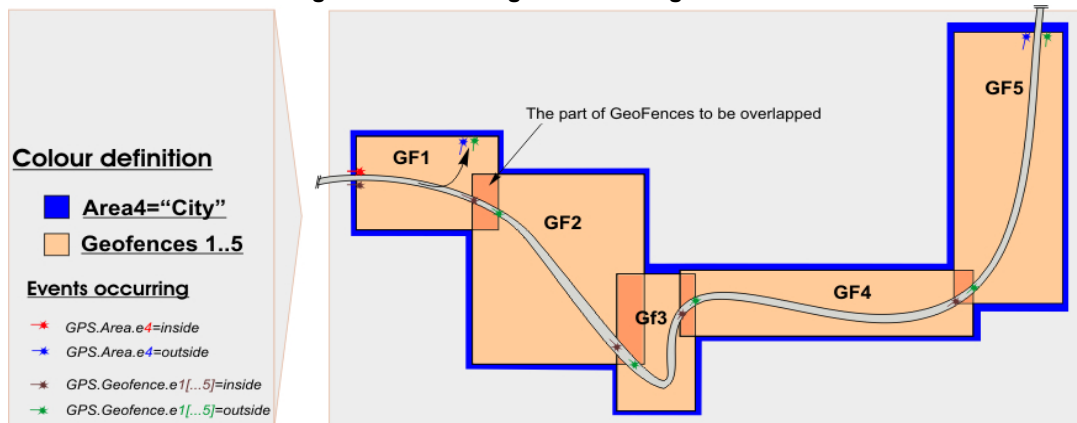 Colour definition
Area4=“City”
Geofences 1..5
Events occurring
GPS.Area.e4=inside
GPS.Area.e4=outside
GPS.Geofence.e1[...5]=inside
GPS.Geofence.e1[...5]=outside
The part of GeoFences to be overlapped
GF1
GF2
Gf3
GF4
GF5